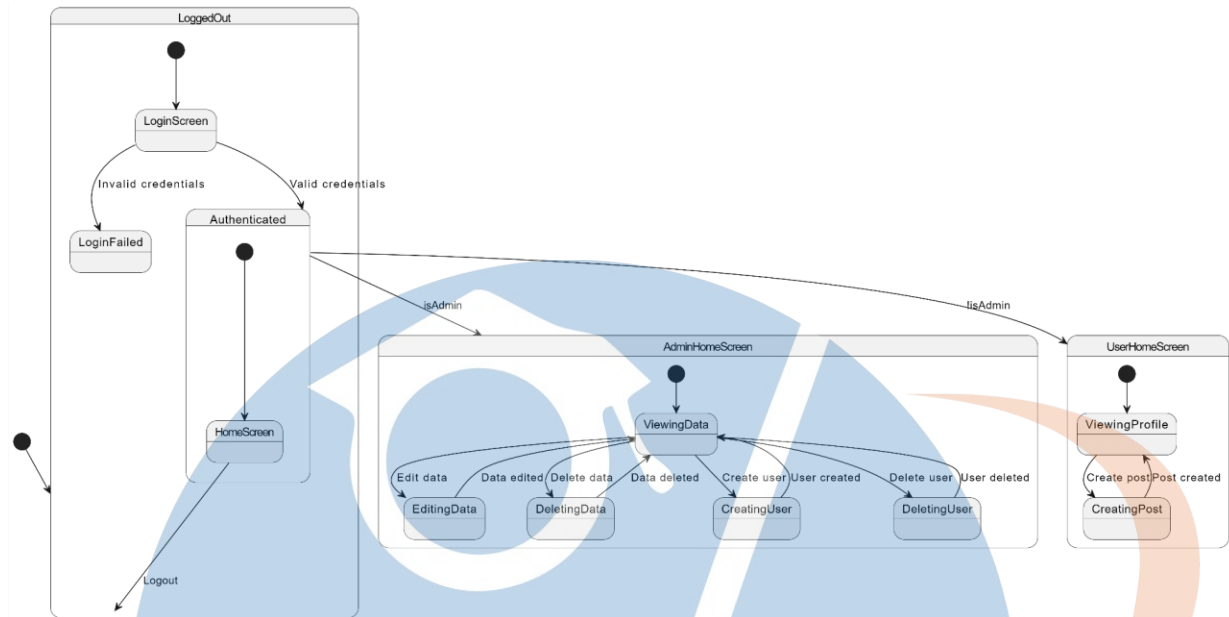 LoggedOut
LoginScreen
Invalid credentials
Valid credentials
Authenticated
LoginFailed
isAdmin
!isAdmin
AdminHomeScreen
UserHomeScreen
HomeScreen
ViewingData
ViewingProfile
Edit data
Data edited
Delete data
Data deleted
Create user
User created
Delete user
User deleted
Create post
Post created
EditingData
DeletingData
CreatingUser
DeletingUser
CreatingPost
Logout